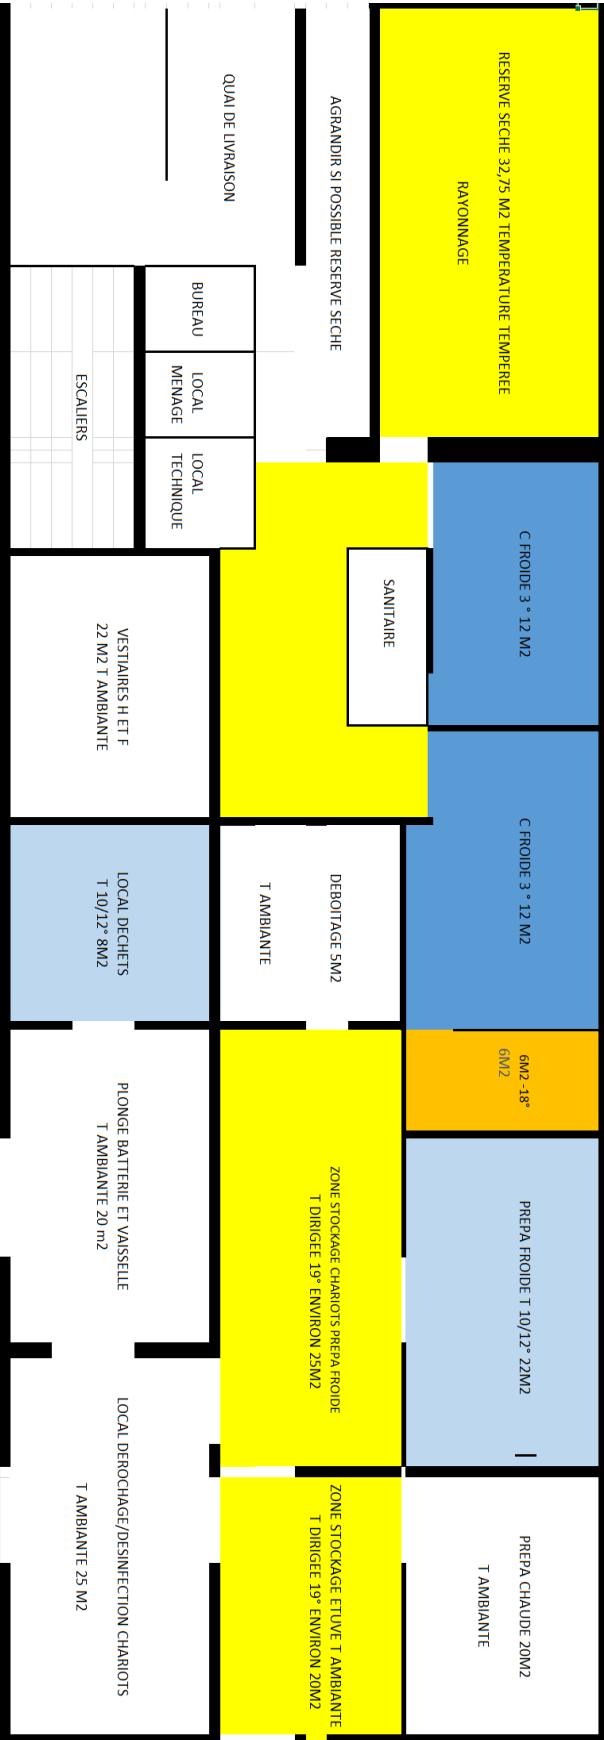 RESERVE SECHE 32,75 M2 TEMPERATURE TEMPEREE
RAYONNAGE
AGRANDIR SI POSSIBLE RESERVE SECHE
QUAI DE LIVRAISON
BUREAU
LOCAL
MENAGE
LOCAL
TECHNIQUE
ESCALIERS
C FROIDE 3 ° 12 M2
SANITAIRE
VESTIAIRES H ET F
22 M2 T AMBIANTE
C FROIDE 3 ° 12 M2
DEBOITAGE 5M2
T AMBIANTE
LOCAL DECHETS
T 10/12° 8M2
6M2 -18°
6M2
PREPA FROIDE T 10/12° 22M2
ZONE STOCKAGE CHARIOTS PREPA FROIDE
T DIRIGEE 19° ENVIRON 25M2
PLONGE BATTERIE ET VAISSELLE
T AMBIANTE 20 m2
PREPA CHAUDE 20M2
T AMBIANTE
ZONE STOCKAGE ETUVE T AMBIANTE
T DIRIGEE 19° ENVIRON 20M2
LOCAL DEROCHAGE/DESINFECTION CHARIOTS
T AMBIANTE 25 M2